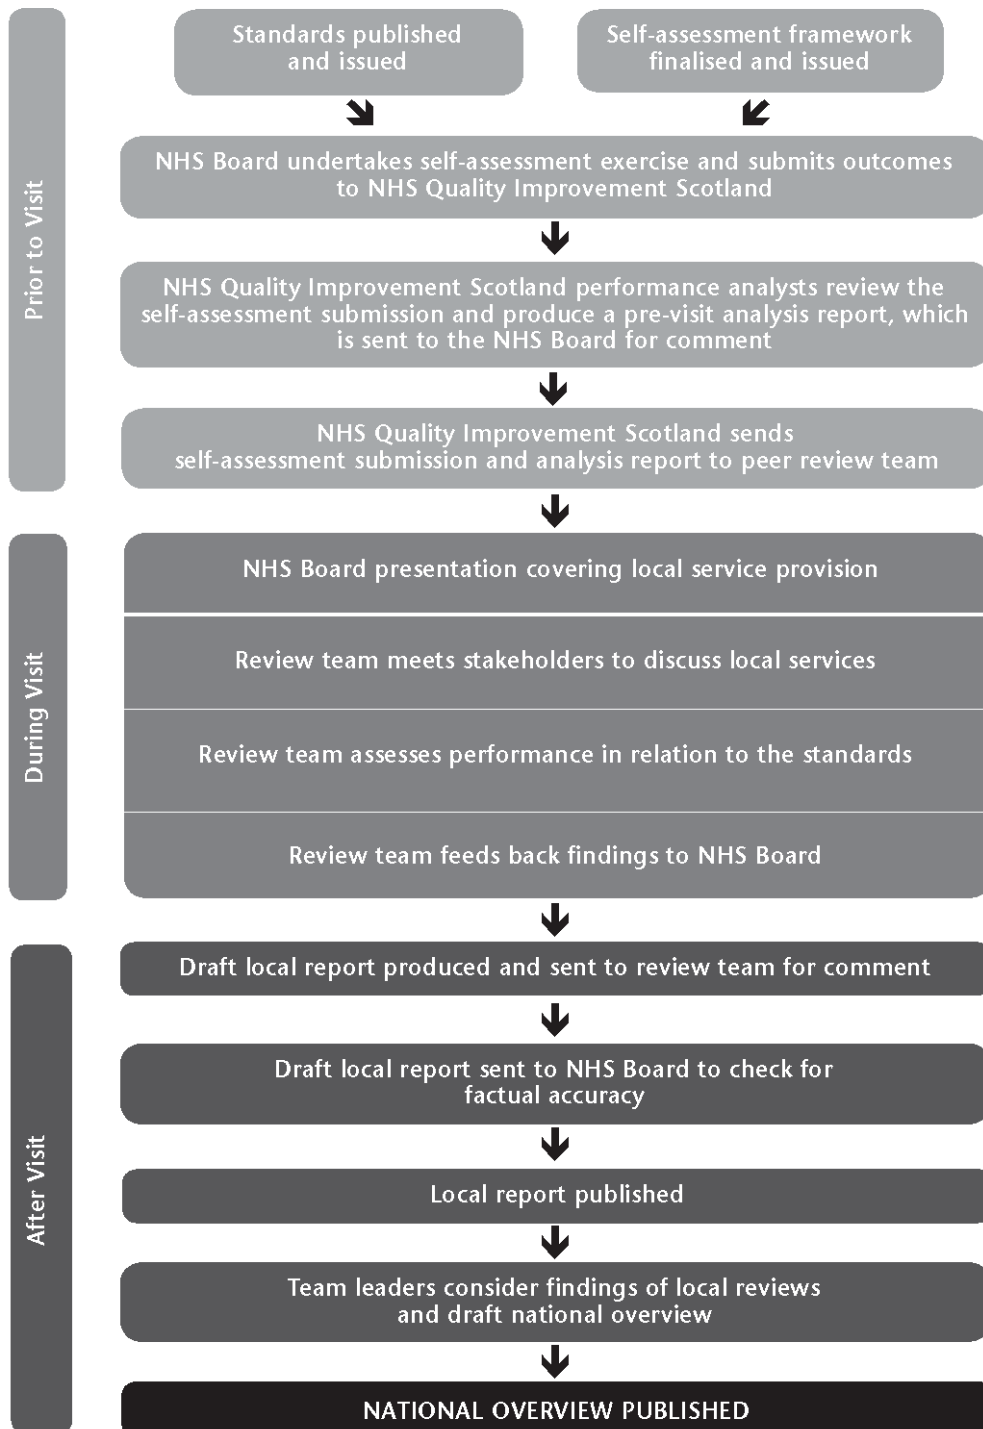 Prior to Visit
Standards published
and issued
Self-assessment framework
finalised and issued
NHS Board undertakes self-assessment exercise and submits outcomes
to NHS Quality Improvement Scotland
NHS Quality Improvement Scotland performance analysts review the
self-assessment submission and produce a pre-visit analysis report, which
is sent to the NHS Board for comment
NHS Quality Improvement Scotland sends
self-assessment submission and analysis report to peer review team
During Visit
NHS Board presentation covering local service provision
Review team meets stakeholders to discuss local services
Review team assesses performance in relation to the standards
Review team feeds back findings to NHS Board
After Visit
Draft local report produced and sent to review team for comment
Draft local report sent to NHS Board to check for
factual accuracy
Local report published
Team leaders consider findings of local reviews
and draft national overview
NATIONAL OVERVIEW PUBLISHED